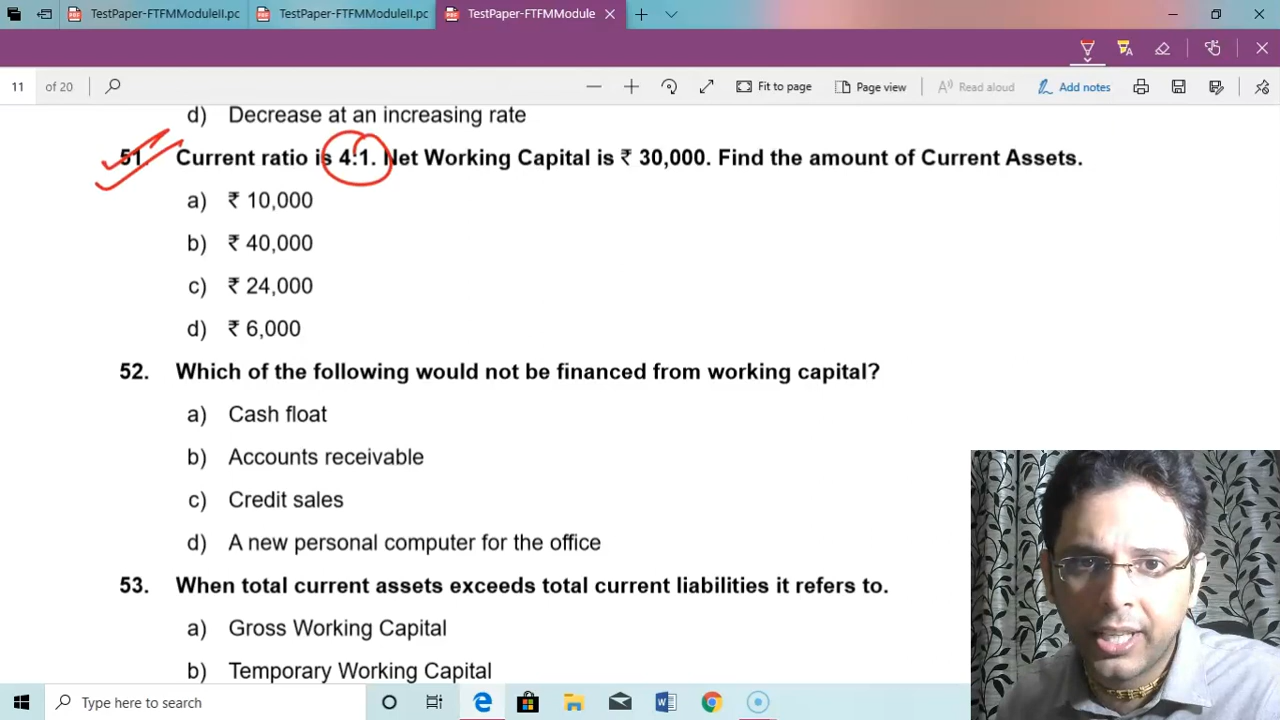 TestPaper-FTFMModuleII.pc
TestPaper-FTFMModuleII.pc
TestPaper-FTFMModule
11 of 20
Fit to page
Page view
Read aloud
Add notes
d) Decrease at an increasing rate
51. Current ratio is 4:1. Net Working Capital is ₹ 30,000. Find the amount of Current Assets.
a) ₹ 10,000
b) ₹ 40,000
c) ₹ 24,000
d) ₹ 6,000
52. Which of the following would not be financed from working capital?
a) Cash float
b) Accounts receivable
c) Credit sales
d) A new personal computer for the office
53. When total current assets exceeds total current liabilities it refers to.
a) Gross Working Capital
b) Temporary Working Capital
Type here to search